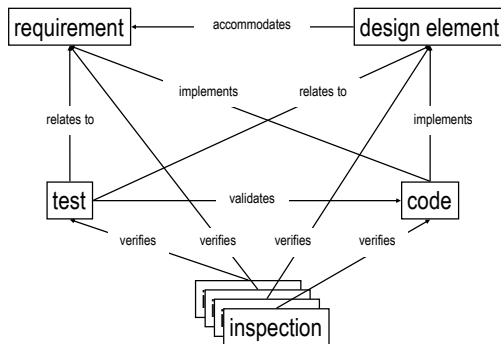 requirement
accommodates
design element
implements
relates to
relates to
implements
test
validates
code
verifies
verifies
verifies
verifies
inspection